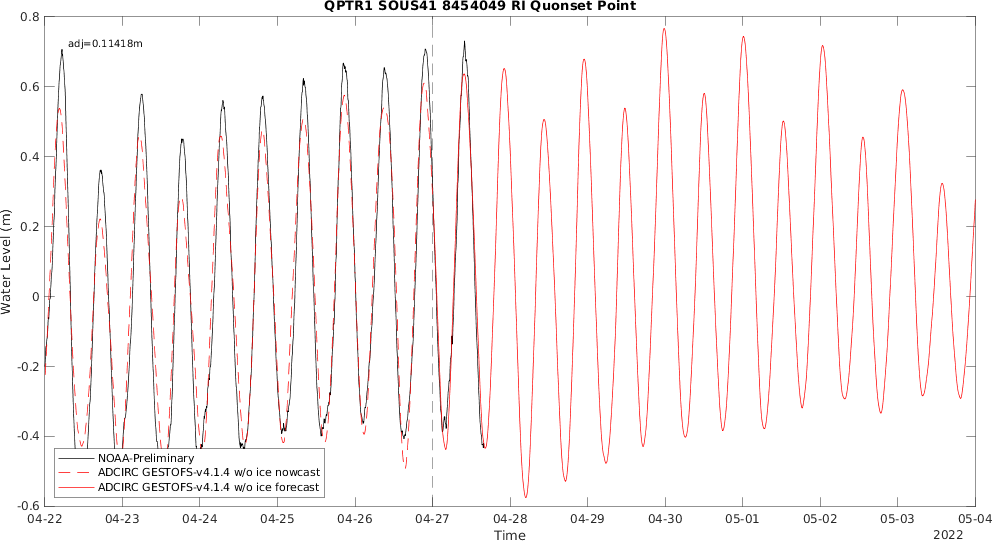 QPTR1 SOUS41 8454049 RI Quonset Point
adj=0.11418m
0.8
0.6
0.4
0.2
0
-0.2
-0.4
-0.6
Water Level (m)
NOAA-Preliminary
ADCIRC GESTOFS-v4.1.4 w/o ice nowcast
ADCIRC GESTOFS-v4.1.4 w/o ice forecast
04-22 04-23 04-24 04-25 04-26 04-27 04-28 04-29 04-30 05-01 05-02 05-03 05-04
Time
2022